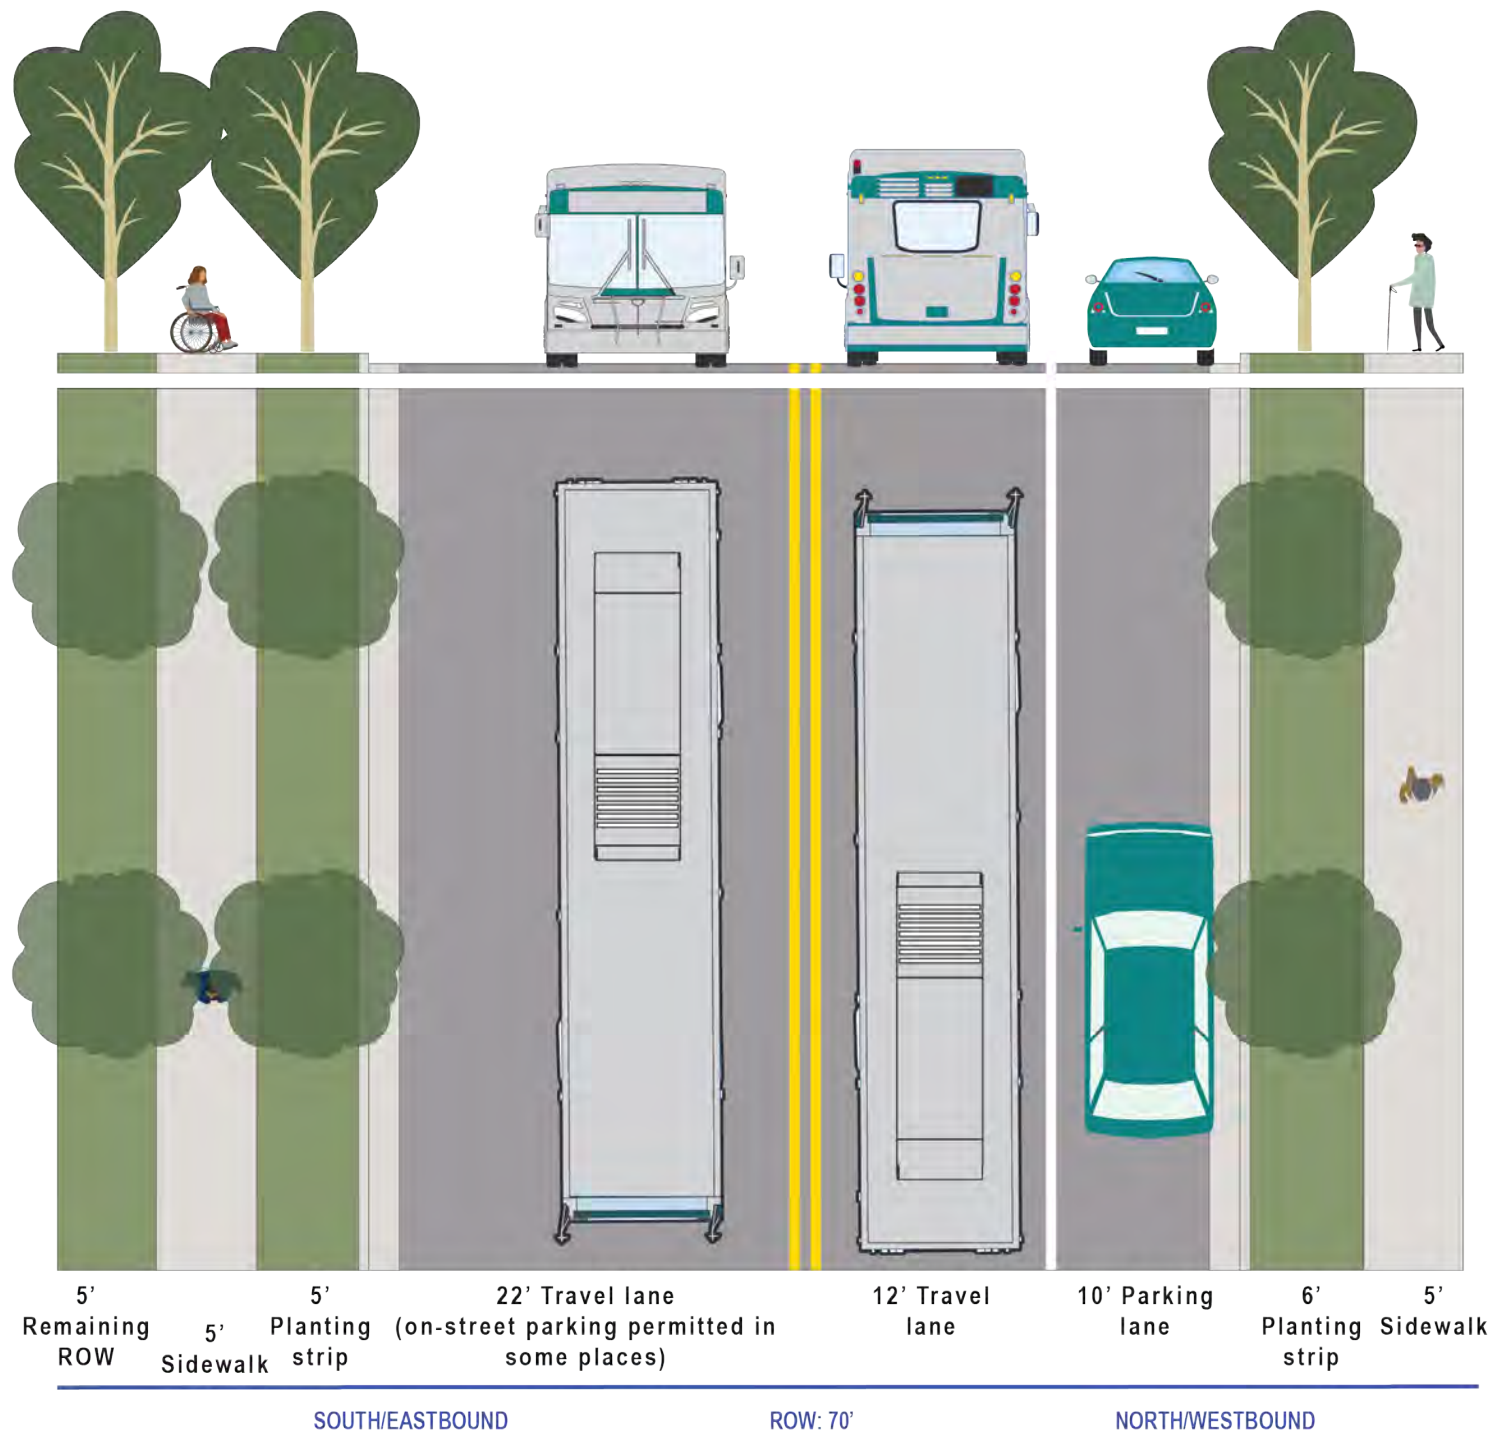 5’
Remaining
ROW
5’
Sidewalk
5’
Planting
strip
22’ Travel lane
(on-street parking permitted in
some places)
12’ Travel
lane
10’ Parking
lane
6’
Planting
strip
5’
Sidewalk
SOUTH/EASTBOUND
ROW: 70’
NORTH/WESTBOUND